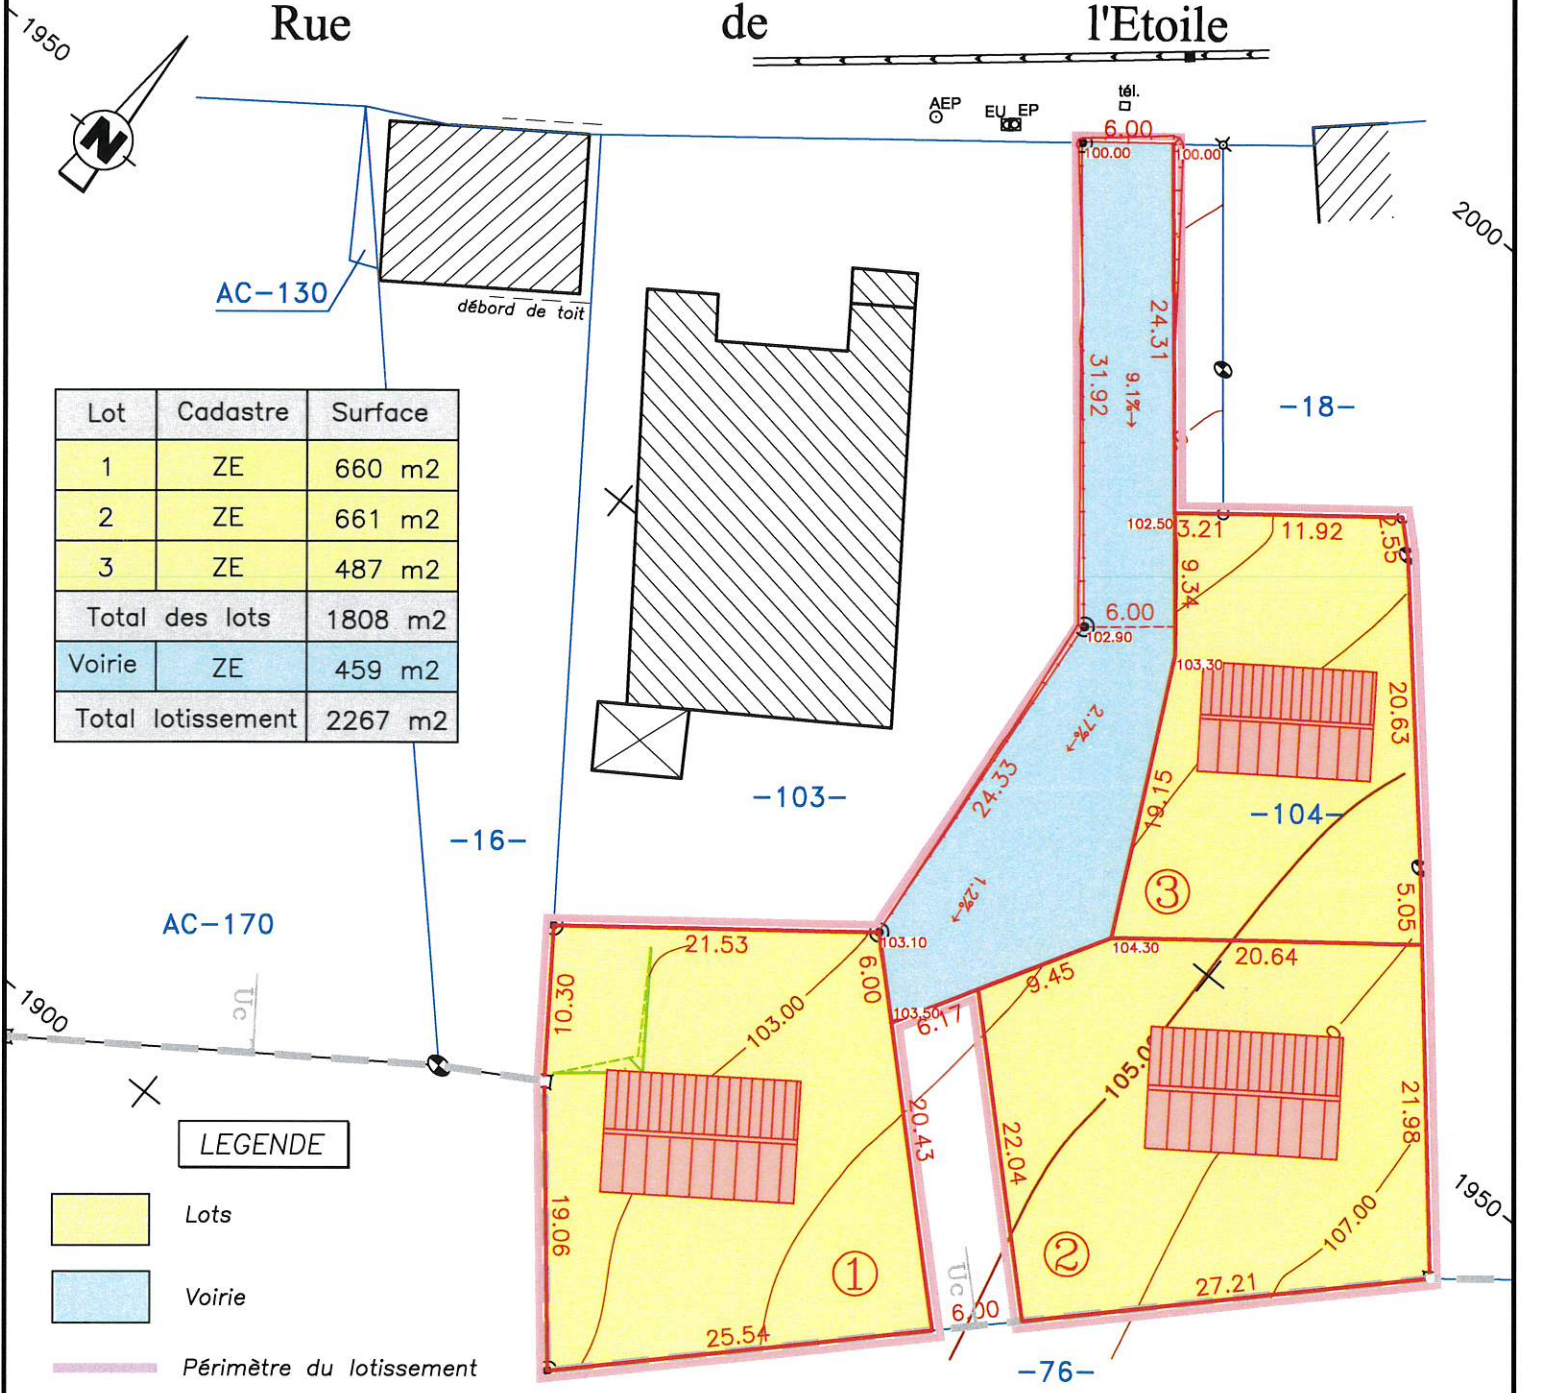 Rue de l'Etoile
1950
N
AEP
EU EP
tél.
6.00
100.00
100.00
2000
AC-130
débord de toit
24.31
31.92
9.1%→
-18-
Lot Cadastre Surface
1 ZE 660 m2
2 ZE 661 m2
3 ZE 487 m2
Total des lots 1808 m2
Voirie ZE 459 m2
Total lotissement 2267 m2
102.50
3.21
11.92
2.55
9.34
6.00
102.90
103.30
20.63
2.7%→
24.33
19.15
-103-
-104-
-16-
3
1.2%→
5.05
AC-170
21.53
103.10
104.30
20.64
6.00
9.45
10.30
103.00
103.50
6.17
Uc
1900
105.0
0
20.43
22.04
21.98
LEGENDE
Lots
Voirie
Périmètre du lotissement
19.06
1
2
107.00
1950
Uc
27.21
6.00
25.54
-76-